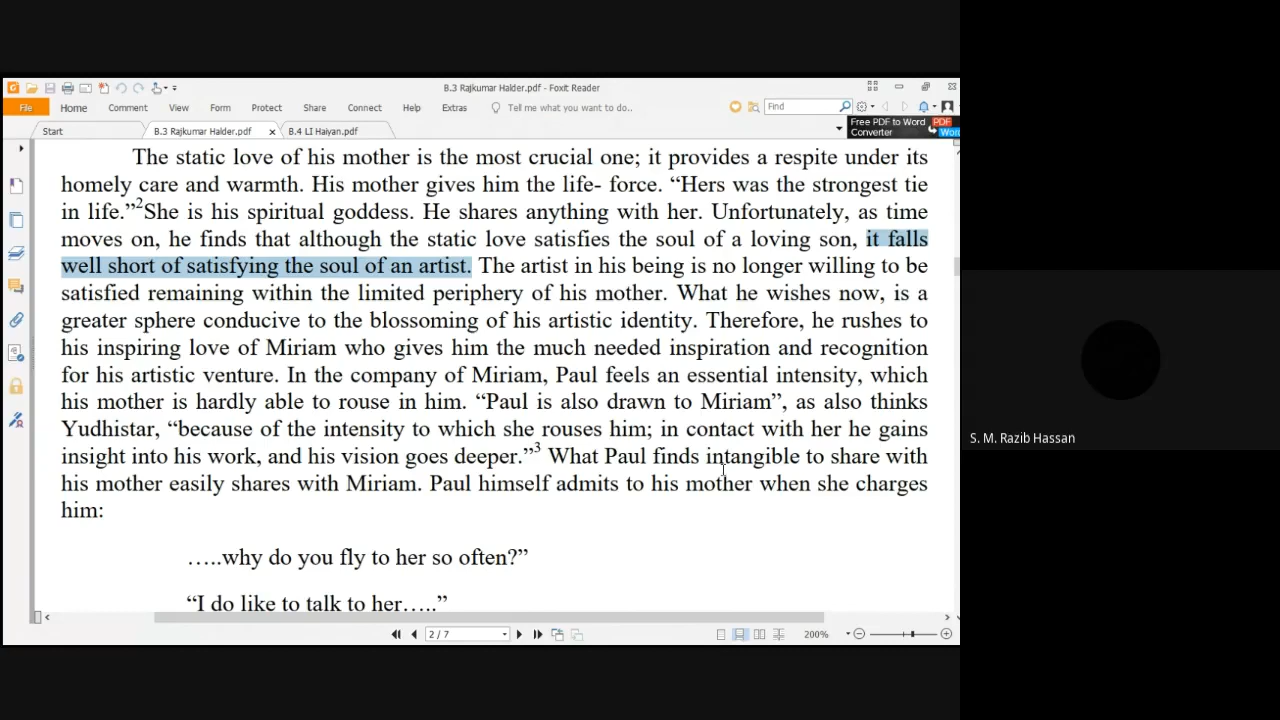 B.3 Rajkumar Halder.pdf - Foxit Reader
File Home Comment View Form Protect Share Connect Help Extras Tell me what you want to do.. Find
Start B.3 Rajkumar Halder.pdf × B.4 LI Haiyan.pdf
Free PDF to Word PDF
Converter Word
The static love of his mother is the most crucial one; it provides a respite under its
homely care and warmth. His mother gives him the life- force. “Hers was the strongest tie
in life.”2She is his spiritual goddess. He shares anything with her. Unfortunately, as time
moves on, he finds that although the static love satisfies the soul of a loving son, it falls
well short of satisfying the soul of an artist. The artist in his being is no longer willing to be
satisfied remaining within the limited periphery of his mother. What he wishes now, is a
greater sphere conducive to the blossoming of his artistic identity. Therefore, he rushes to
his inspiring love of Miriam who gives him the much needed inspiration and recognition
for his artistic venture. In the company of Miriam, Paul feels an essential intensity, which
his mother is hardly able to rouse in him. “Paul is also drawn to Miriam”, as also thinks
Yudhistar, “because of the intensity to which she rouses him; in contact with her he gains
insight into his work, and his vision goes deeper.”3 What Paul finds intangible to share with
his mother easily shares with Miriam. Paul himself admits to his mother when she charges
him:
…..why do you fly to her so often?”
“I do like to talk to her…..”
2 / 7 200%
S. M. Razib Hassan